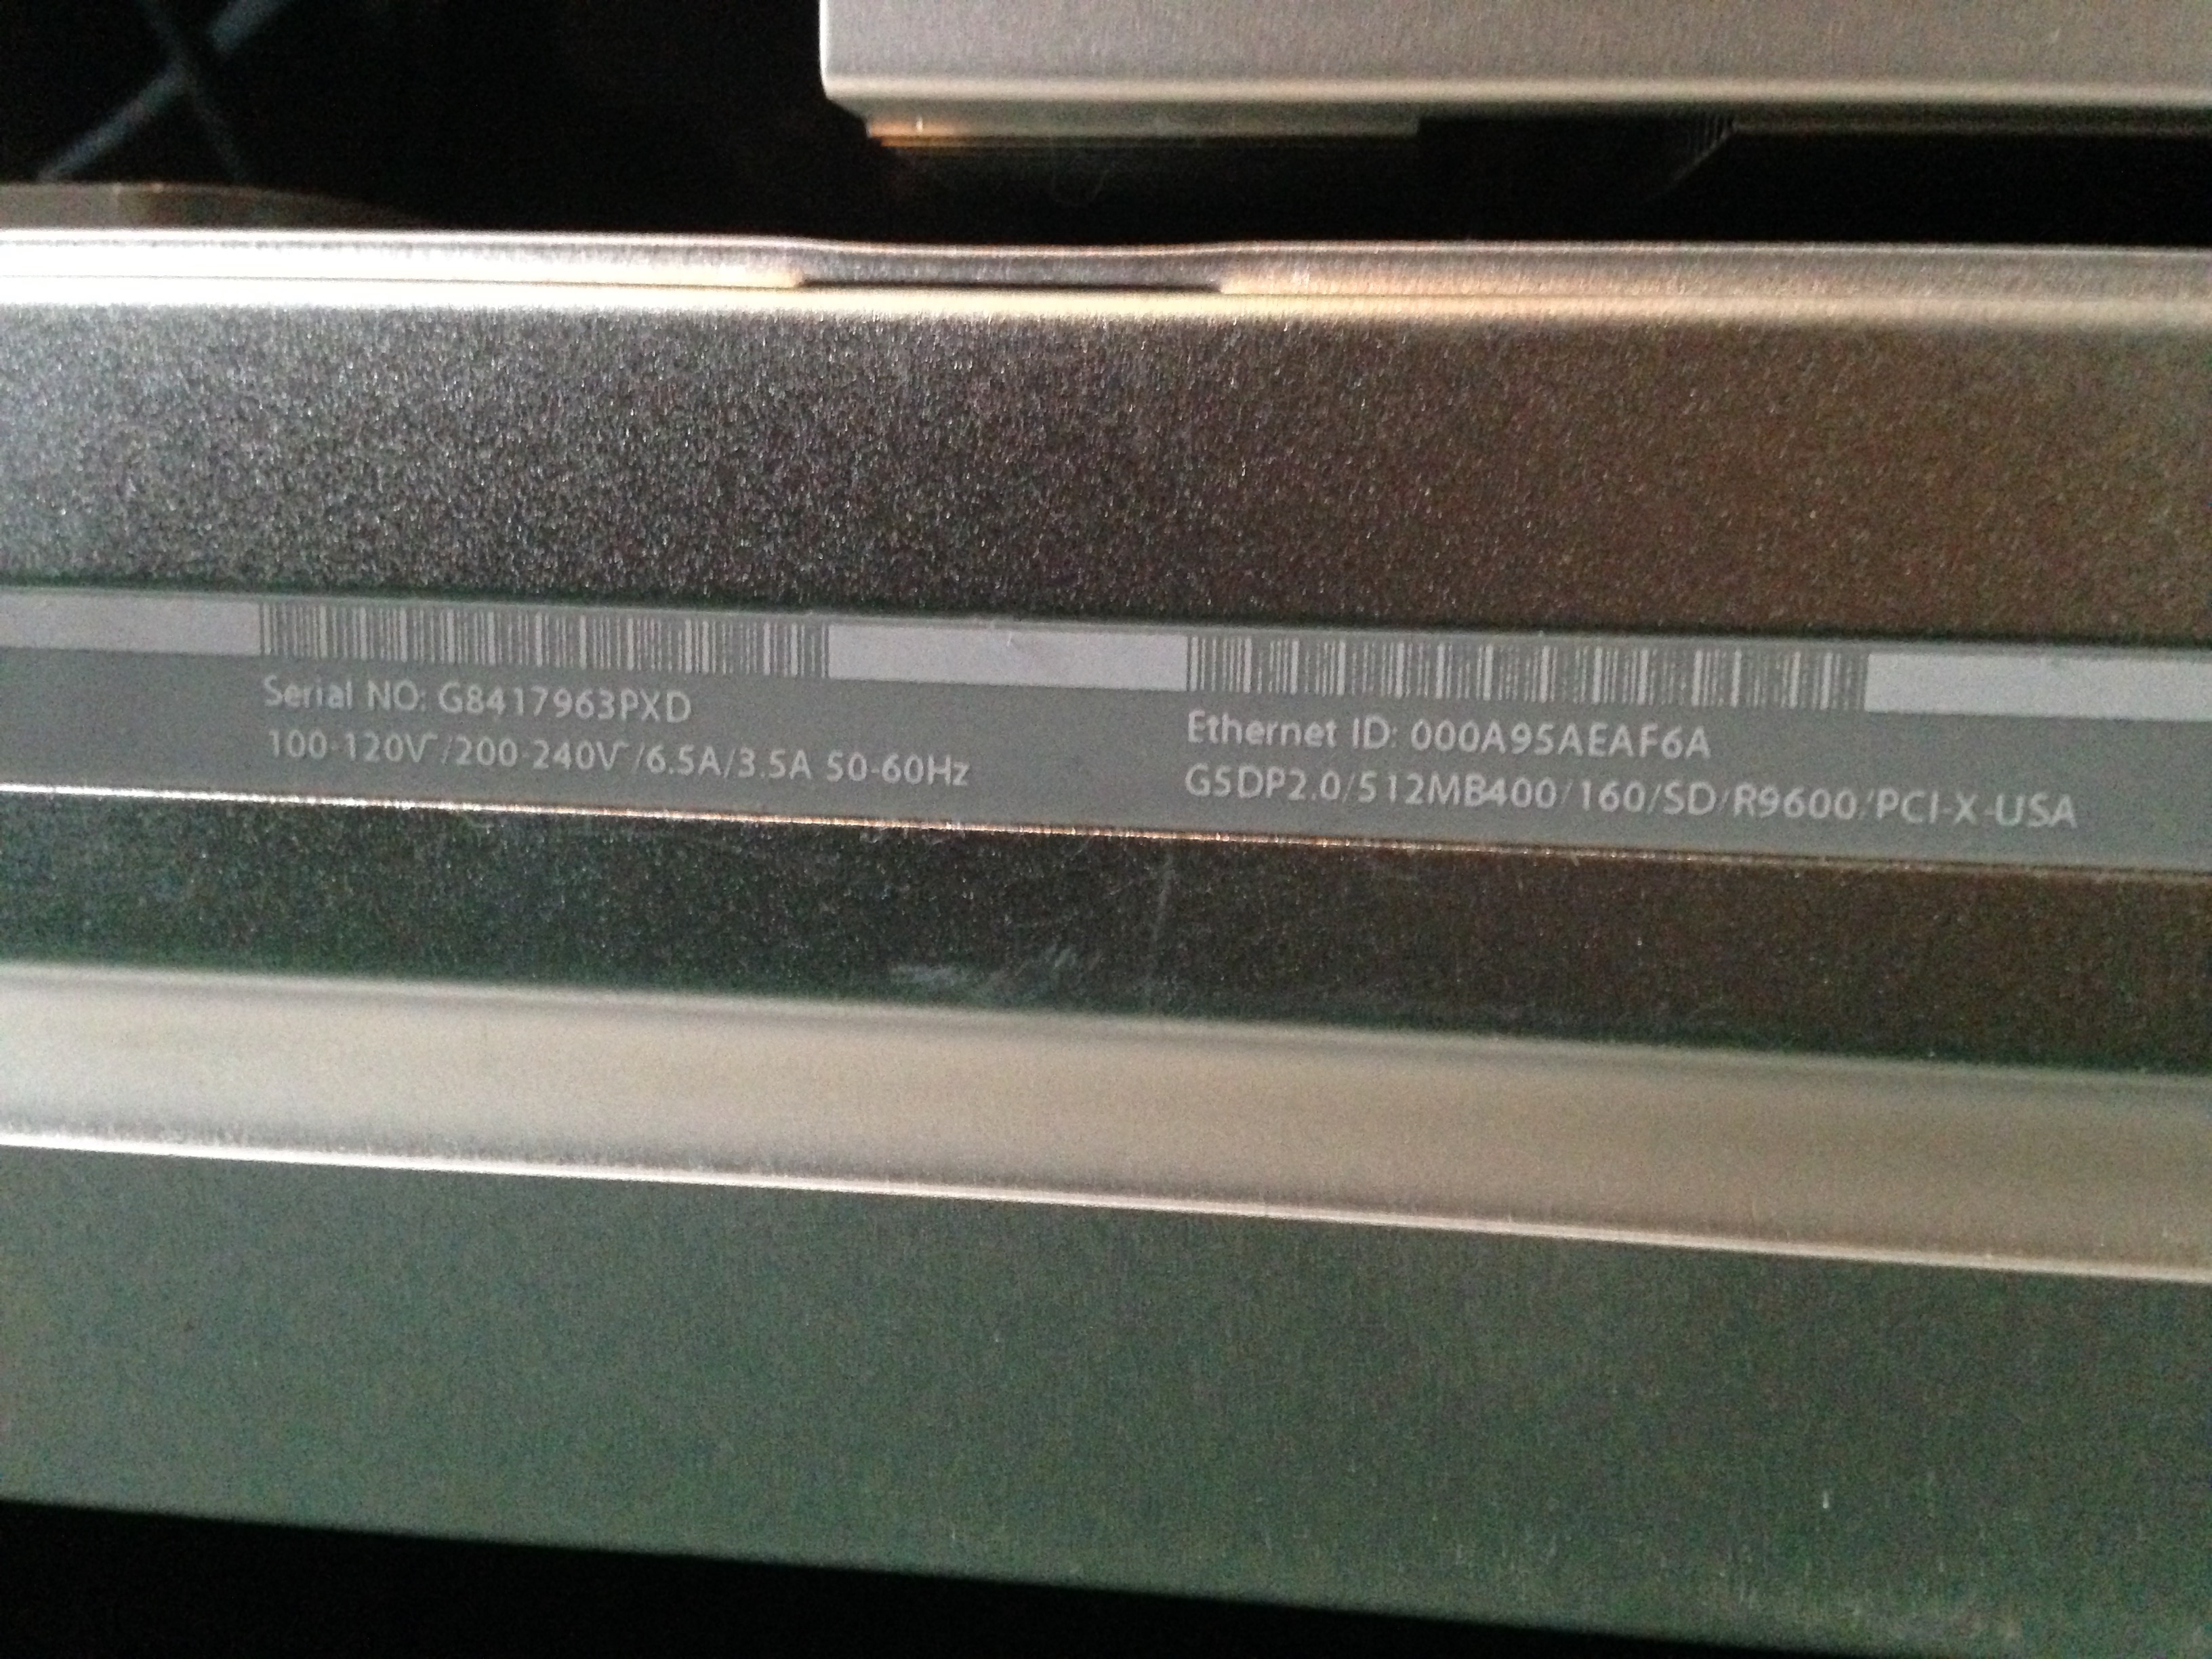 Serial NO: G8417963PXD
100-120V~/200-240V~/6.5A/3.5A 50-60Hz
Ethernet ID: 000A95AEAF6A
G5DP2.0/512MB400/160/SD/R9600/PCI-X-USA